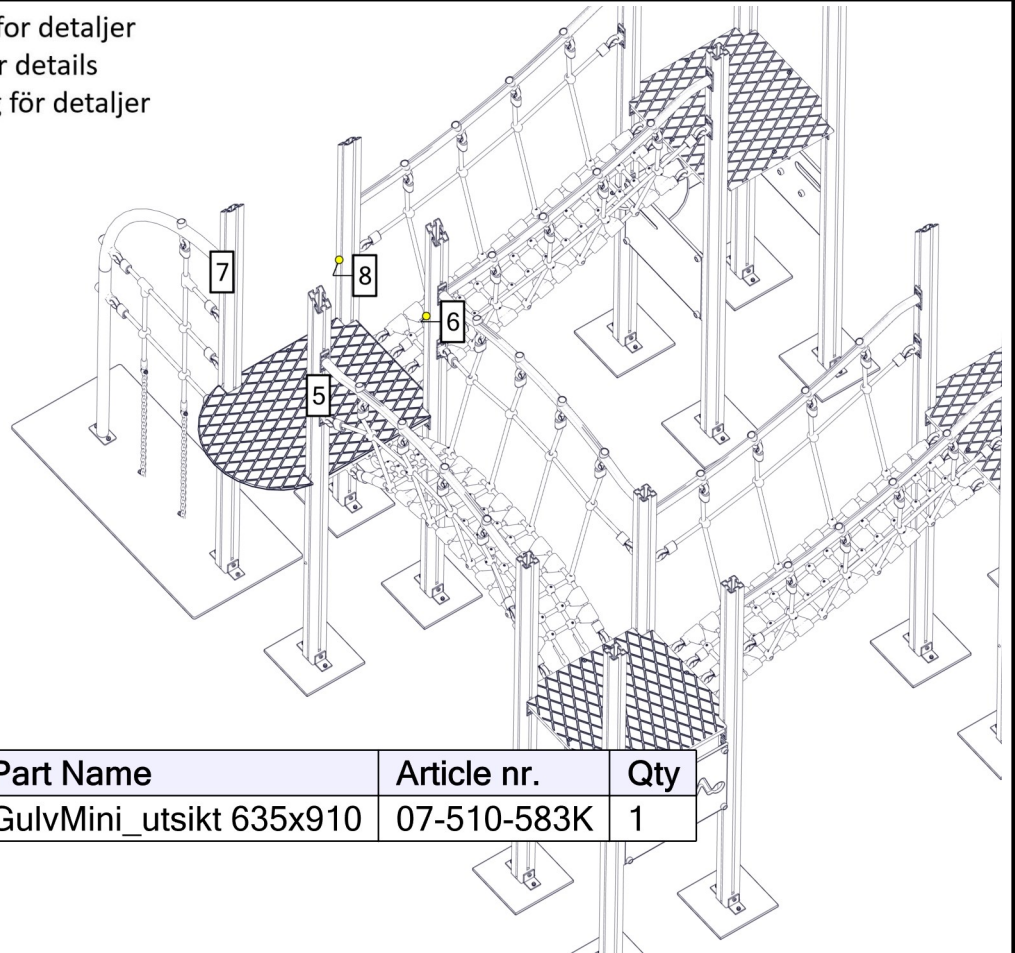 for detaljer
details
för detaljer
7
8
6
5
Part Name Article nr. Qty
GulvMini_utsikt 635x910 07-510-583K 1